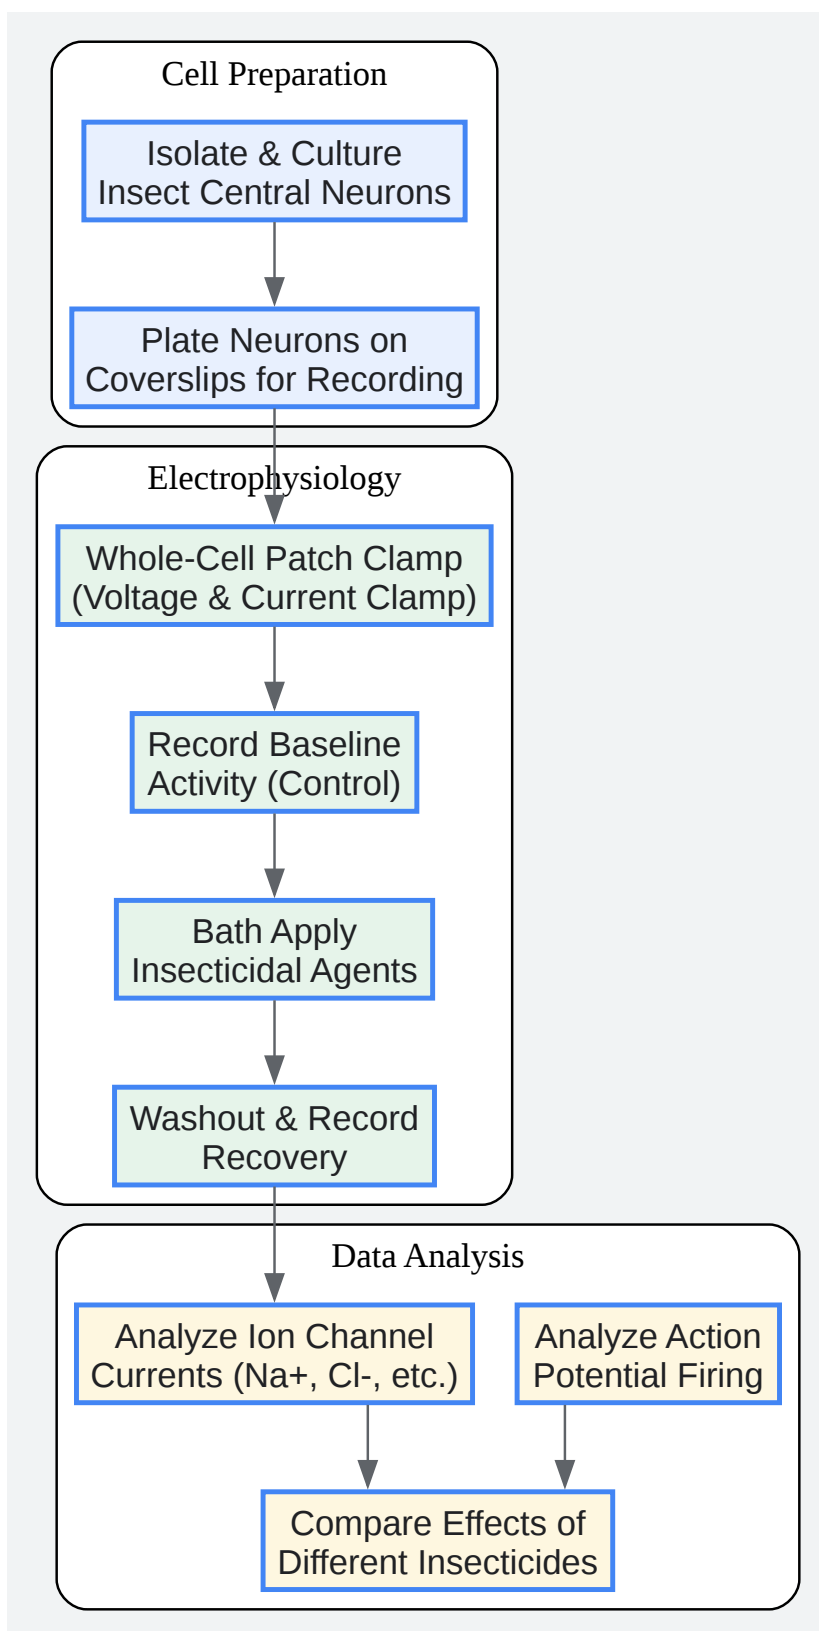 Cell Preparation
Isolate & Culture
Insect Central Neurons
Plate Neurons on
Coverslips for Recording
Electrophysiology
Whole-Cell Patch Clamp
(Voltage & Current Clamp)
Record Baseline
Activity (Control)
Bath Apply
Insecticidal Agents
Washout & Record
Recovery
Data Analysis
Analyze Ion Channel
Currents (Na+, Cl-, etc.)
Analyze Action
Potential Firing
Compare Effects of
Different Insecticides